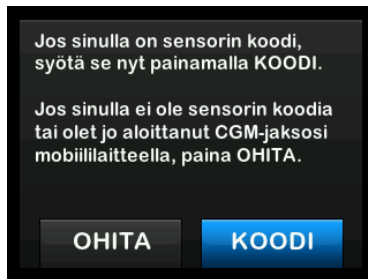 Jos sinulla on sensorin koodi,
syötä se nyt painamalla KOODI.
Jos sinulla ei ole sensorin koodia
tai olet jo aloittanut CGM-jaksosi
mobiililaitteella, paina OHITA.
OHITA KOODI